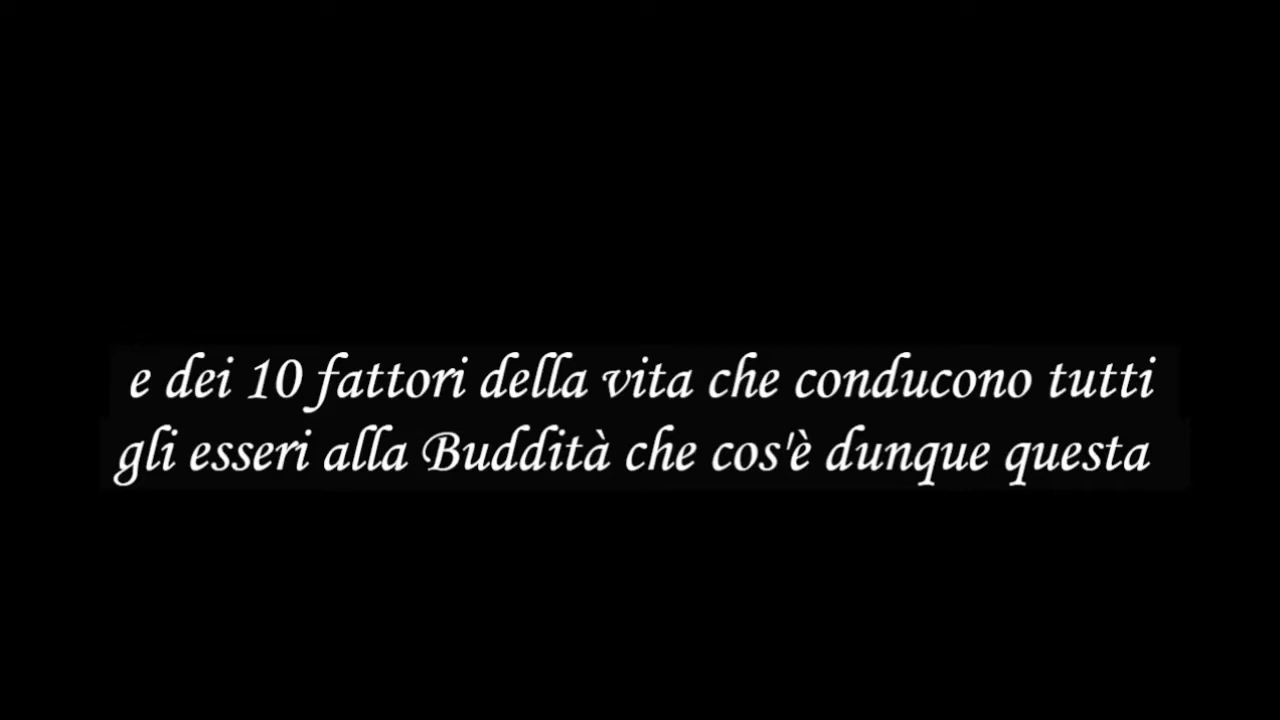 e dei 10 fattori della vita che conducono tutti
gli esseri alla Buddità che cos'è dunque questa